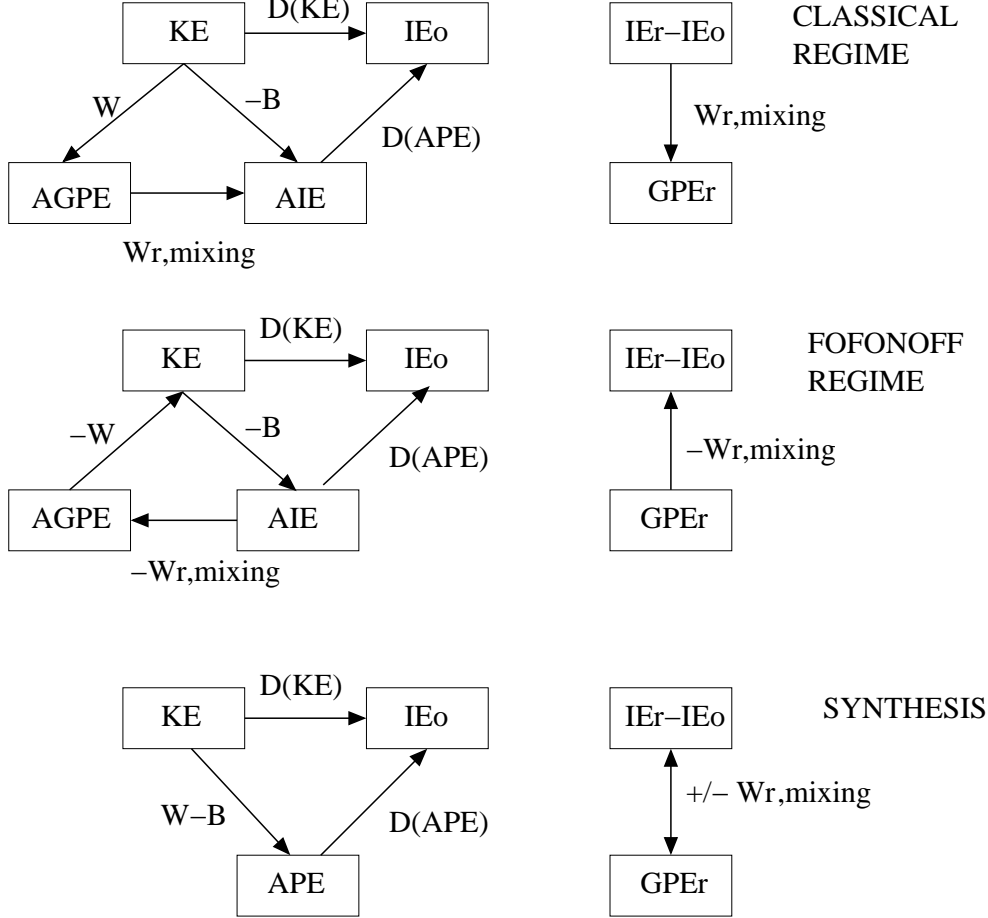 D(KE)
KE
IEo
IEr–IEo
CLASSICAL
REGIME
W
–B
D(APE)
Wr,mixing
AGPE
AIE
GPEr
Wr,mixing
D(KE)
KE
IEo
IEr–IEo
FOFONOFF
REGIME
–W
–B
D(APE)
–Wr,mixing
AGPE
AIE
GPEr
–Wr,mixing
D(KE)
KE
IEo
IEr–IEo
SYNTHESIS
W–B
D(APE)
+/– Wr,mixing
APE
GPEr